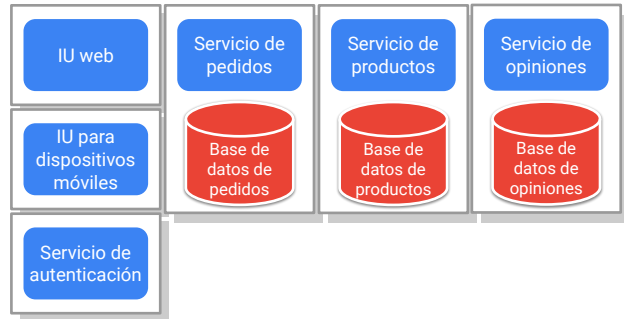 IU web
IU para
dispositivos
móviles
Servicio de
autenticación
Servicio de
pedidos
Base de
datos de
pedidos
Servicio de
productos
Base de
datos de
productos
Servicio de
opiniones
Base de
datos de
opiniones